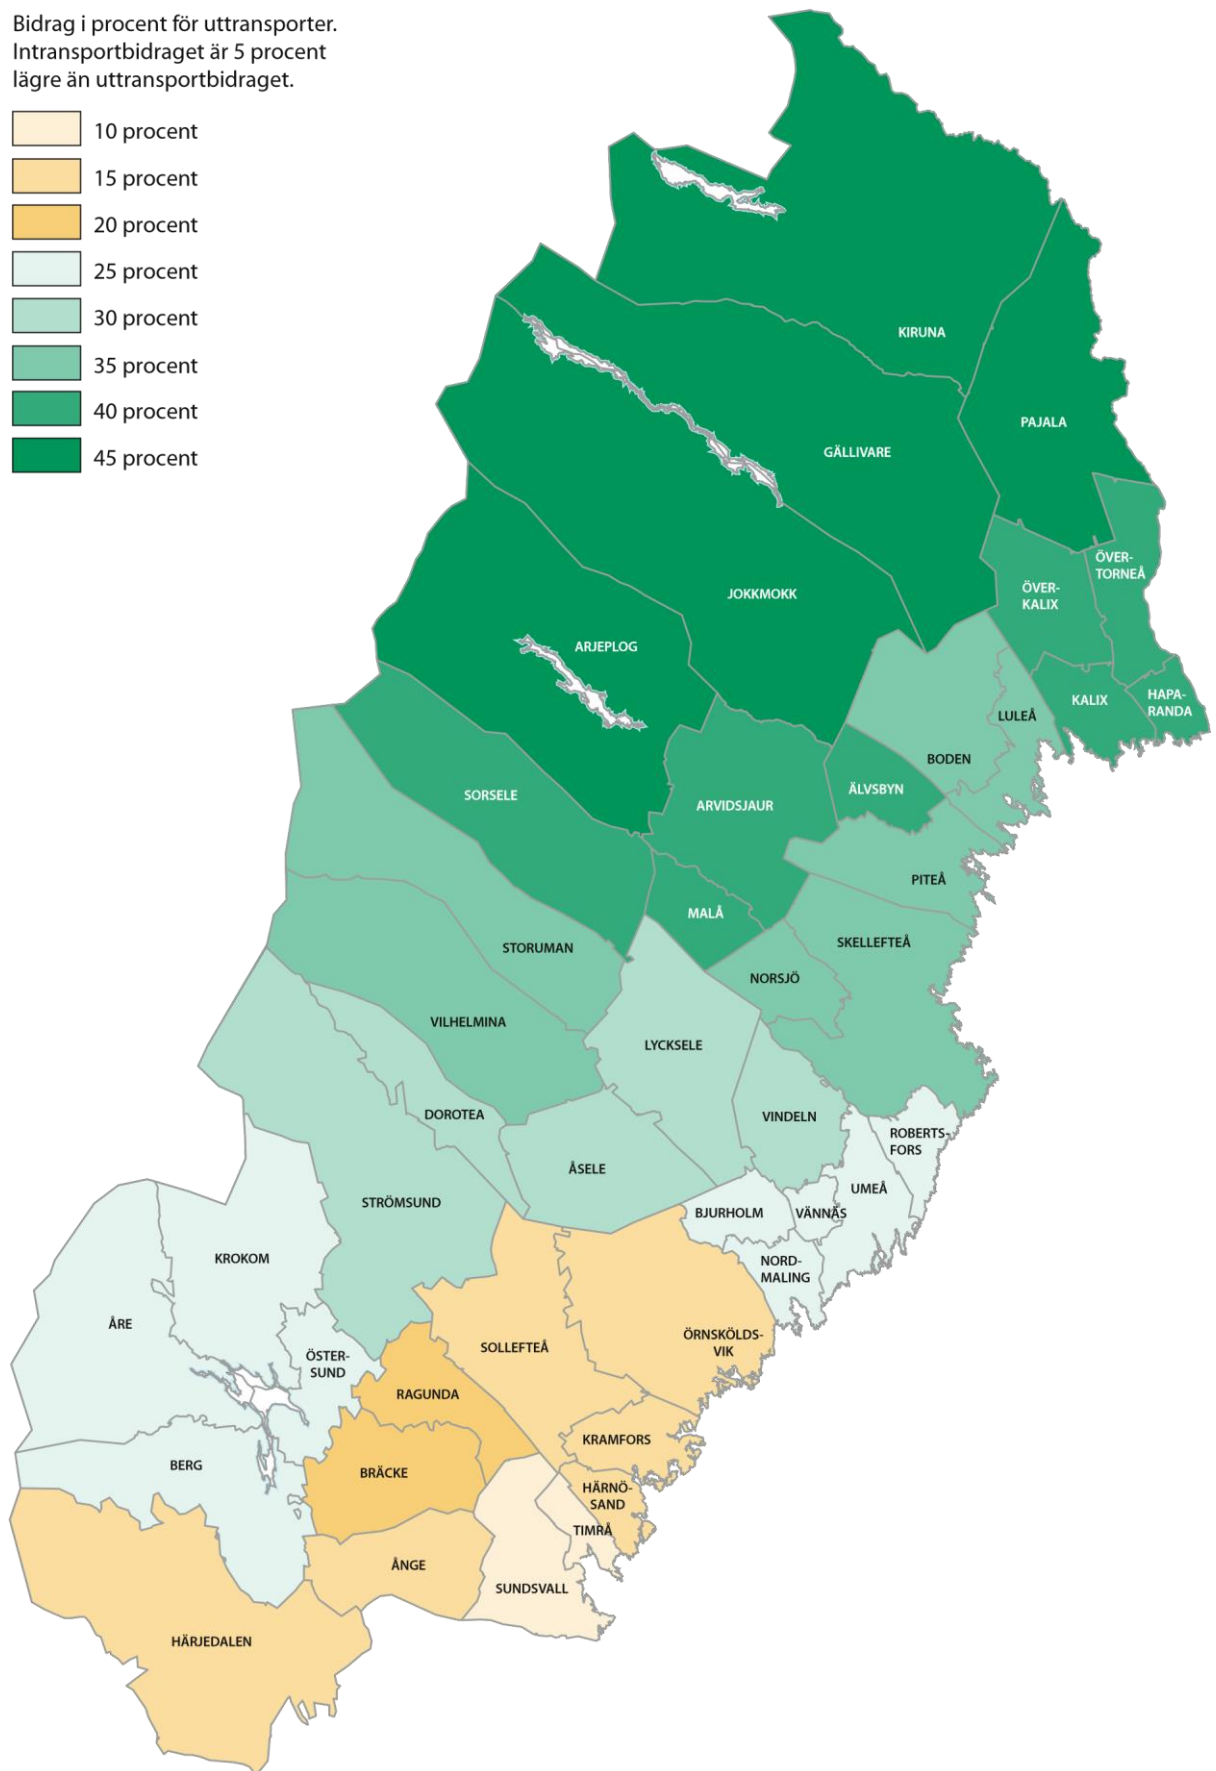 Bidrag i procent för uttransporter.
Intransportbidraget är 5 procent
lägre än uttransportbidraget.
10 procent
15 procent
20 procent
25 procent
30 procent
35 procent
40 procent
45 procent
KIRUNA
PAJALA
GÄLLIVARE
ÖVER-
TORNEÅ
JOKKMOKK
ÖVER-
KALIX
ARJEPLOG
KALIX
HAPA-
RANDA
LULEÅ
BODEN
ÄLVSBYN
SORSELE
ARVIDSJAUR
PITEÅ
MALÅ
SKELLEFTEÅ
STORUMAN
NORSJÖ
VILHELMINA
LYCKSELE
DOROTEA
VINDELN
ROBERTS-
FORS
ÅSELE
UMEÅ
STRÖMSUND
BJURHOLM
VÄNNÄS
KROKOM
NORD-
MALING
ÅRE
ÖRNSKÖLDS-
VIK
SOLLEFTEÅ
ÖSTER-
SUND
RAGUNDA
KRAMFORS
BERG
BRÄCKE
HÄRNÖ-
SAND
TIMRÅ
ÅNGE
SUNDSVALL
HÄRJEDALEN